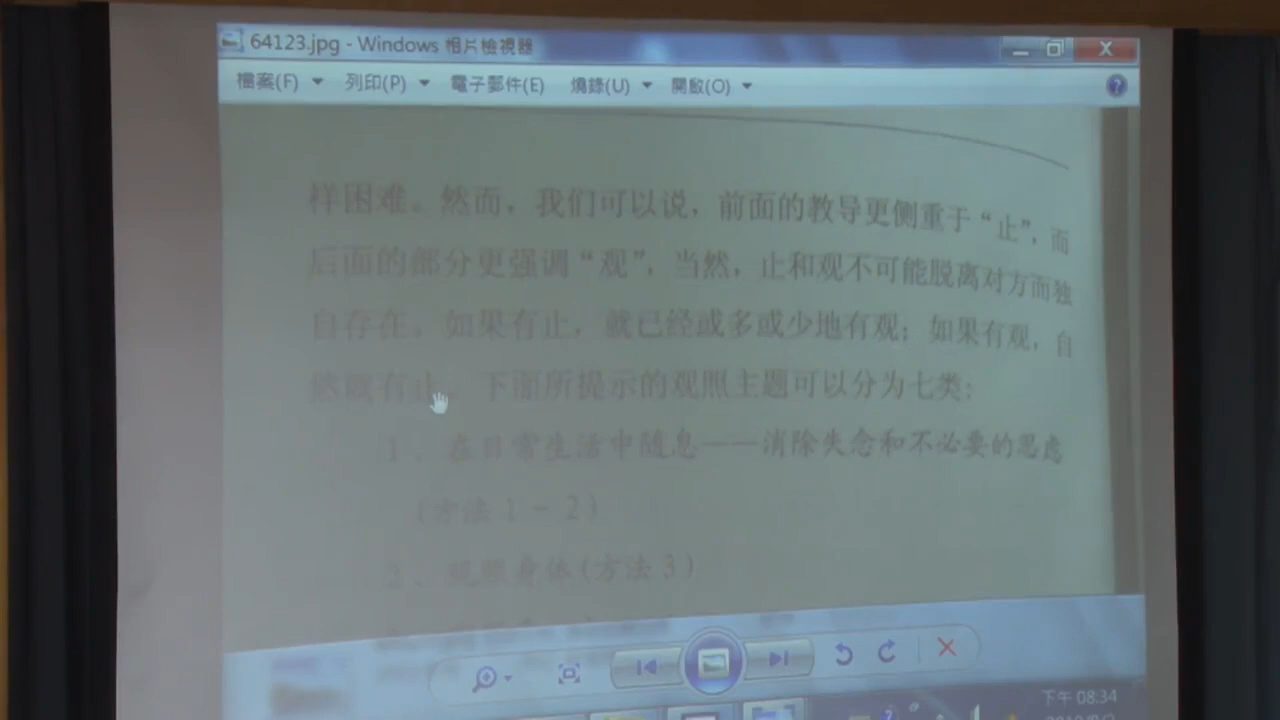 64123.jpg - Windows 相片檢視器
檔案(F) 列印(P) 電子郵件(E) 燒錄(U) 開啟(O)
样困难。然而，我们可以说，前面的教导更侧重于“止”，而
后面的部分更强调“观”，当然，止和观不可能脱离对方而独
自存在。如果有止，就已经或多或少地有观；如果有观，自
然就有止。下面所提示的观照主题可以分为七类：
1、在日常生活中随息——消除失念和不必要的思虑
(方法1-2)
2、观照身体(方法3)
下午 08:34